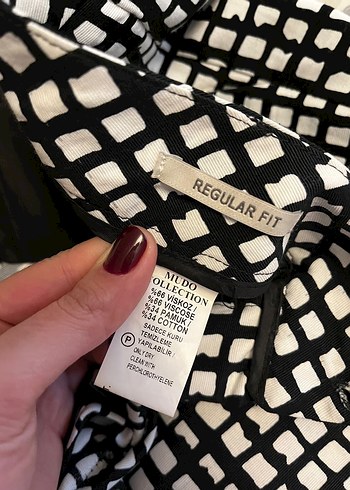 REGULAR FIT
MUDO
OLLECTION
%66 VISKOZ /
%66 VISCOSE
%34 PAMUK /
%34 COTTON
SADECE KURU
TEMİZLEME
YAPILABİLİR /
P
ONLY DRY
CLEAN WITH
PERCHLOROTHYELENE